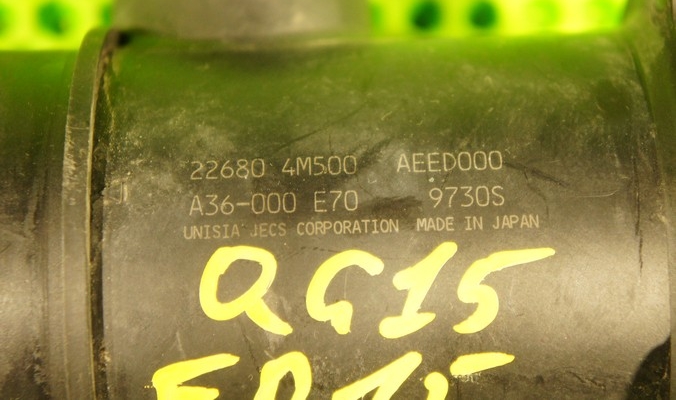 22680 4M500 AEED000
A36-000 E70 9730S
UNISIA JECS CORPORATION MADE IN JAPAN
QG15